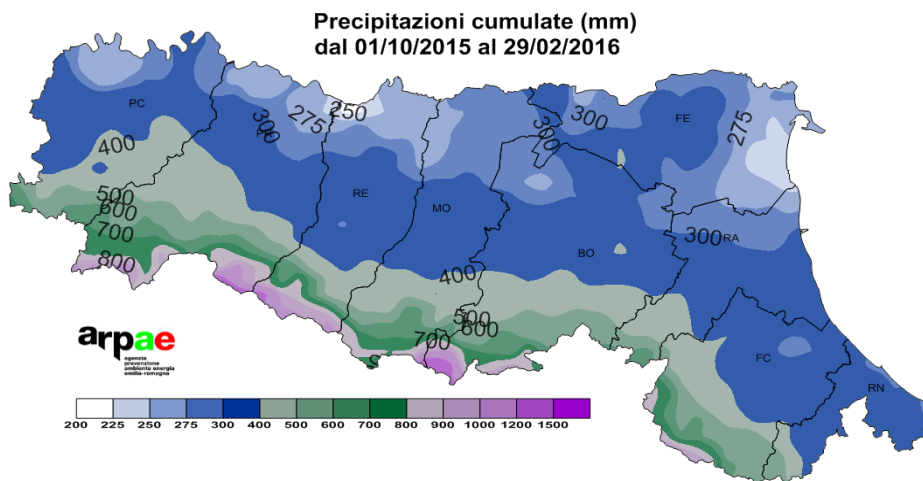 Precipitazioni cumulate (mm)
dal 01/10/2015 al 29/02/2016
PC
300
275
250
300
300
FE
275
400
RE
MO
500
600
700
800
300
RA
BO
400
500
600
700
FC
RN
arpae
agenzia
prevenzione
ambiente energia
emilia-romagna
200 225 250 275 300 400 500 600 700 800 900 1000 1200 1500